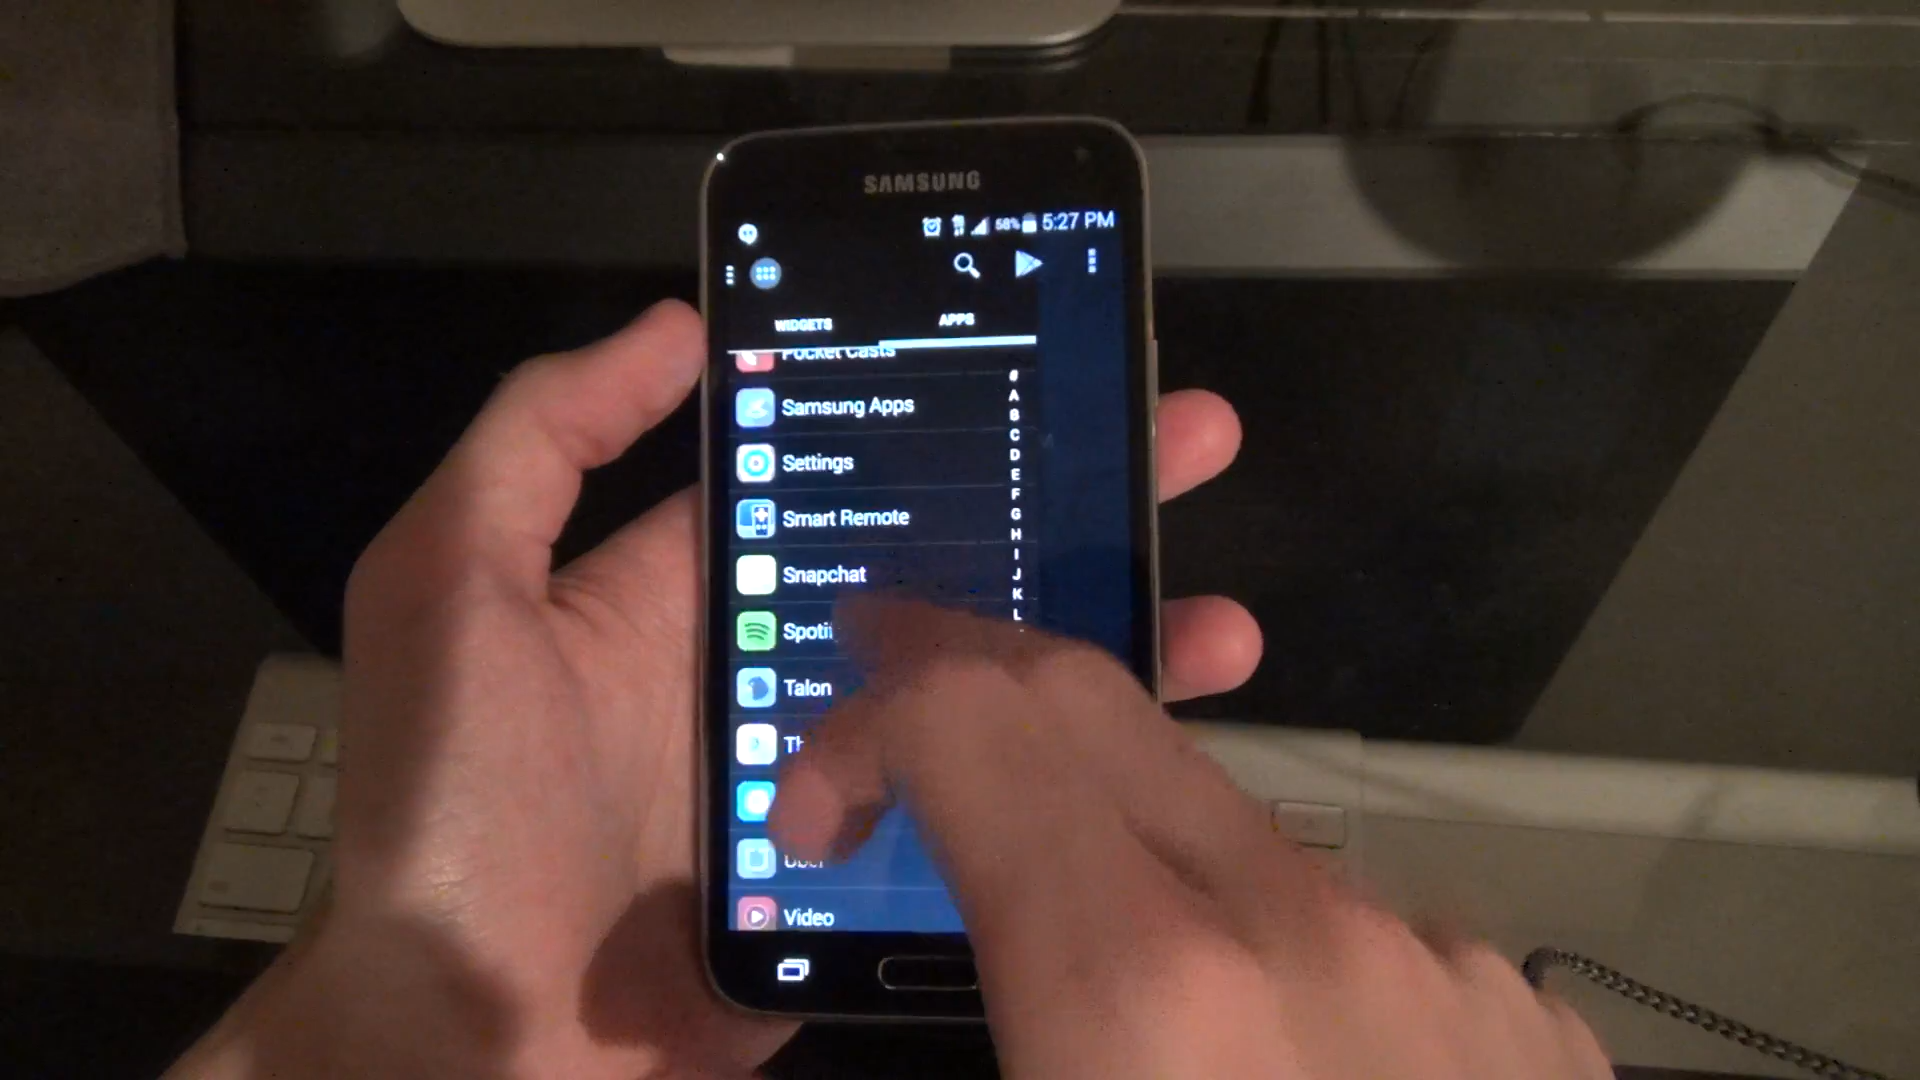 SAMSUNG
58% 5:27 PM
WIDGETS APPS
Pocket Casts
#
A
Samsung Apps
B
C
D
Settings
E
F
G
Smart Remote
H
I
J
Snapchat
K
L
Spotif
Talon
Th
Uber
Video